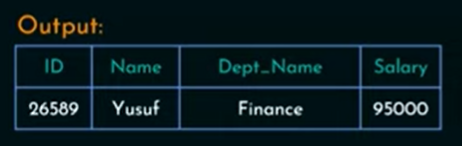 Output:
ID Name Dept_Name Salary
26589 Yusuf Finance 95000